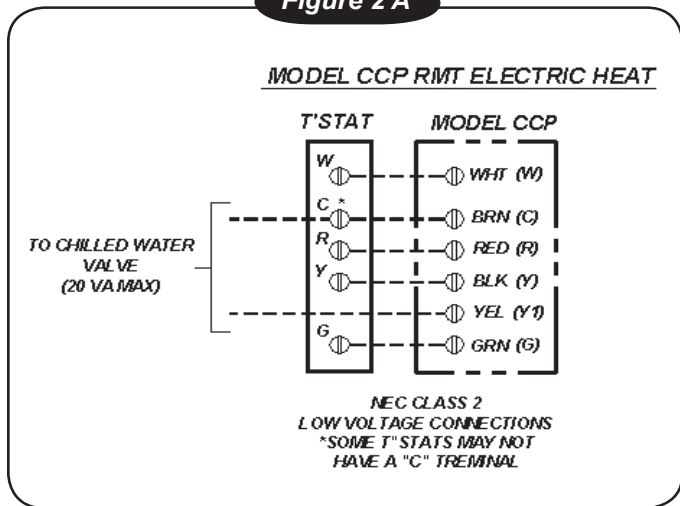 Figure 2 A
MODEL CCP RMT ELECTRIC HEAT
T'STAT MODEL CCP
W WHT (W)
C * BRN (C)
R RED (R)
Y BLK (Y)
YEL (Y1)
G GRN (G)
TO CHILLED WATER
VALVE
(20 VA MAX)
NEC CLASS 2
LOW VOLTAGE CONNECTIONS
*SOME T"STATS MAY NOT
HAVE A "C" TREMINAL